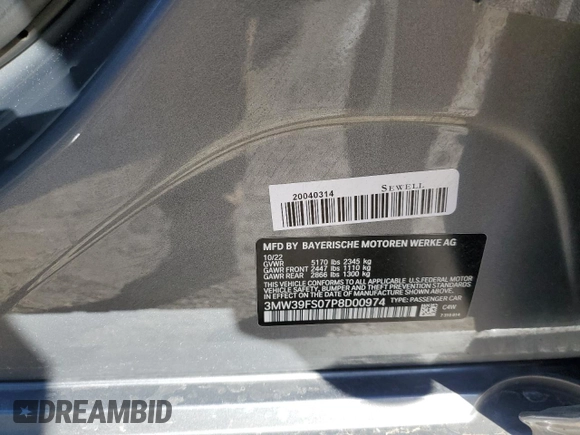 20040314
SEWELL
MFD BY BAYERISCHE MOTOREN WERKE AG
10/22
GVWR 5170 lbs 2345 kg
GAWR FRONT 2447 lbs 1110 kg
GAWR REAR 2866 lbs 1300 kg
THIS VEHICLE CONFORMS TO ALL APPLICABLE U.S. FEDERAL MOTOR
VEHICLE SAFETY, BUMPER AND THEFT PREVENTION STANDARDS IN
EFFECT ON THE DATE OF MANUFACTURE SHOWN ABOVE.
3MW39FS07P8D00974 TYPE: PASSENGER CAR
C4W
DREAMBID